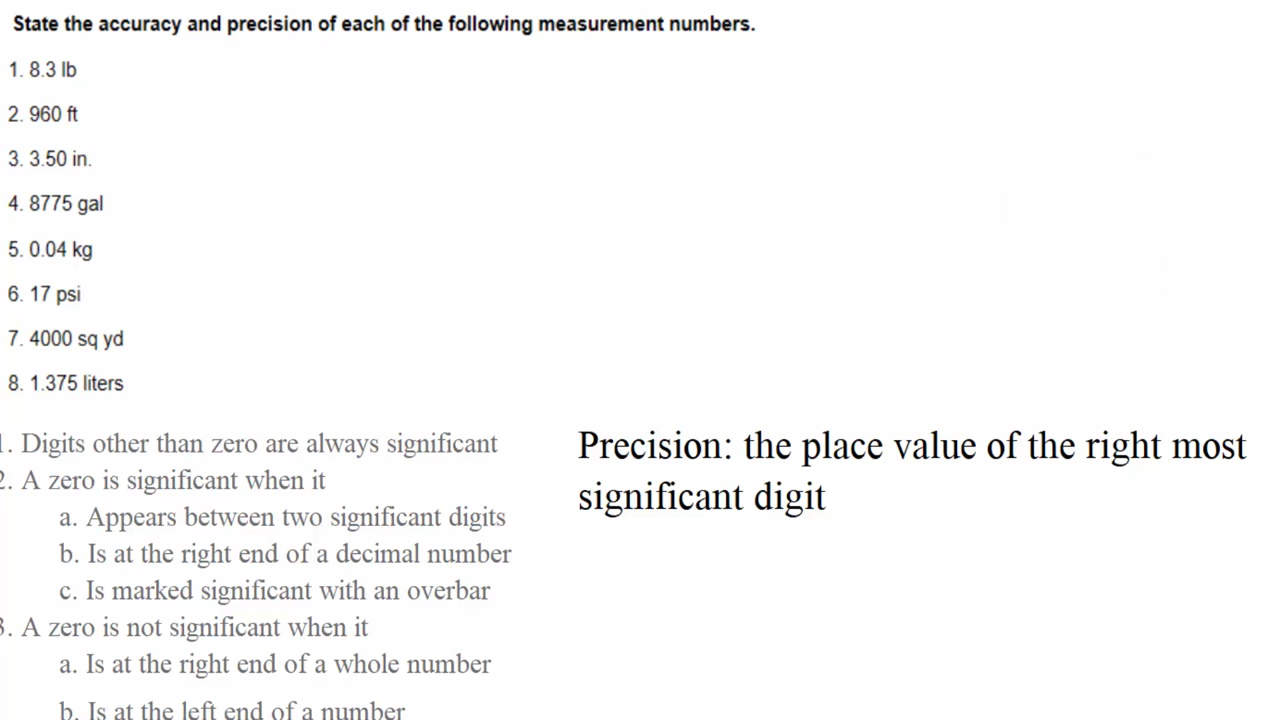 State the accuracy and precision of each of the following measurement numbers.
1. 8.3 lb
2. 960 ft
3. 3.50 in.
4. 8775 gal
5. 0.04 kg
6. 17 psi
7. 4000 sq yd
8. 1.375 liters
1. Digits other than zero are always significant
2. A zero is significant when it
a. Appears between two significant digits
b. Is at the right end of a decimal number
c. Is marked significant with an overbar
3. A zero is not significant when it
a. Is at the right end of a whole number
b. Is at the left end of a number
Precision: the place value of the right most
significant digit